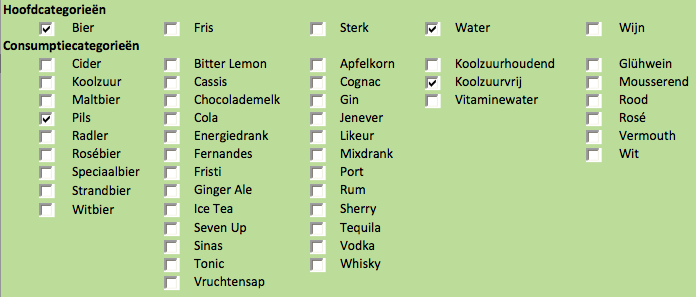 Hoofdcategorieën
Bier Fris Sterk Water Wijn
Consumptiecategorieën
Cider Bitter Lemon Apfelkorn Koolzuurhoudend Glühwein
Koolzuur Cassis Cognac Koolzuurvrij Mousserend
Maltbier Chocolademelk Gin Vitaminewater Rood
Pils Cola Jenever Rosé
Radler Energiedrank Likeur Vermouth
Rosébier Fernandes Mixdrank Wit
Speciaalbier Fristi Port
Strandbier Ginger Ale Rum
Witbier Ice Tea Sherry
Seven Up Tequila
Sinas Vodka
Tonic Whisky
Vruchtensap